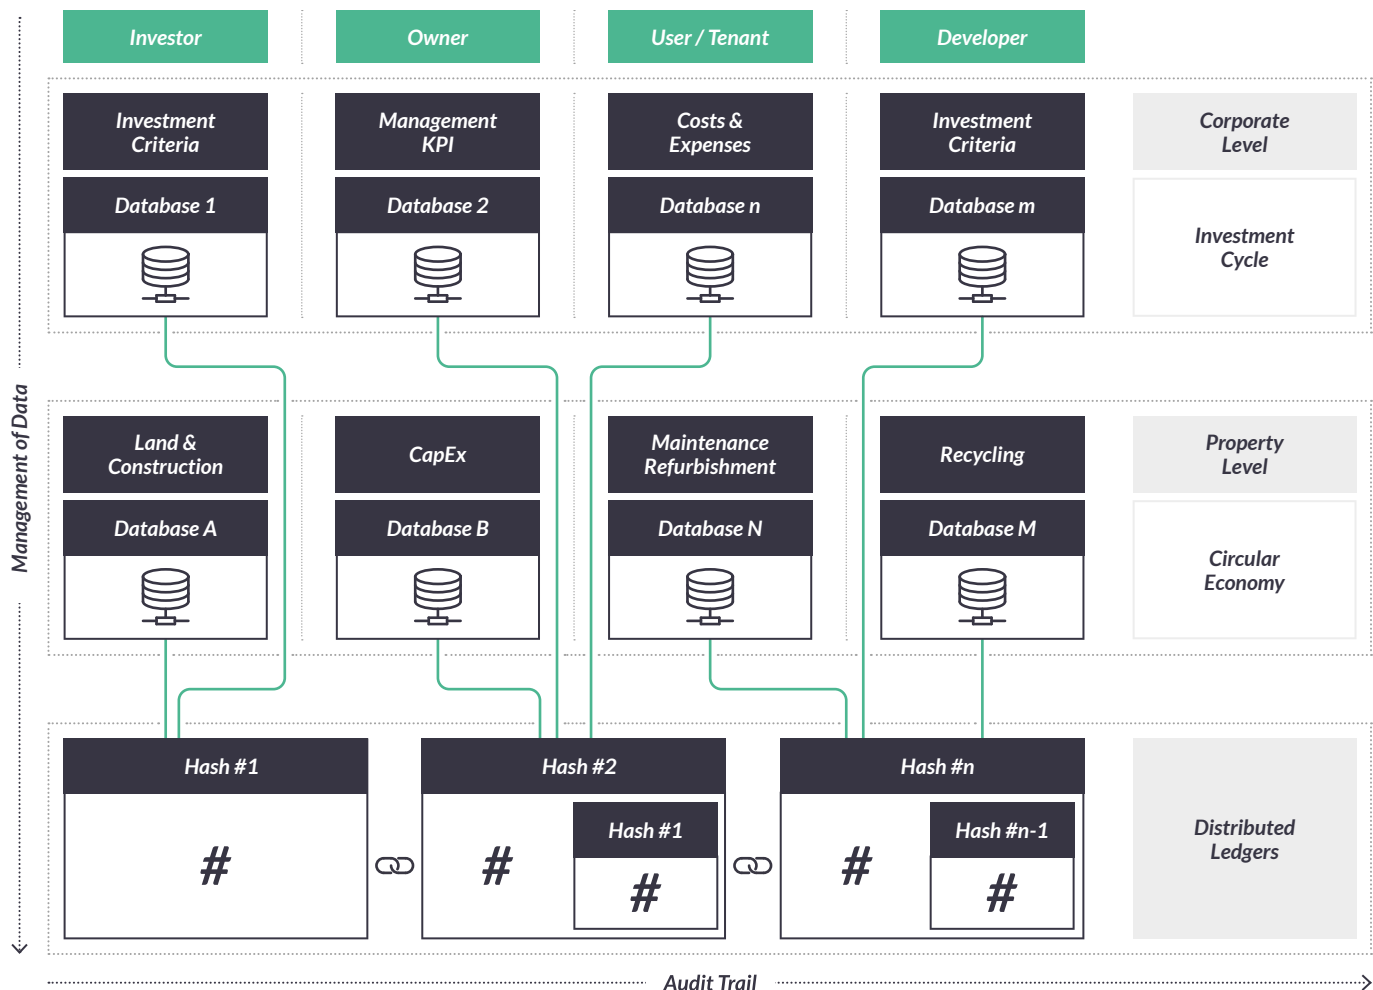 Investor
Owner
User / Tenant
Developer
Investment
Criteria
Management
KPI
Costs &
Expenses
Investment
Criteria
Corporate
Level
Database 1
Database 2
Database n
Database m
Investment
Cycle
Management of Data
Land &
Construction
CapEx
Maintenance
Refurbishment
Recycling
Property
Level
Database A
Database B
Database N
Database M
Circular
Economy
Hash #1
Hash #2
Hash #n
#
#
Hash #1
#
#
Hash #n-1
#
Distributed
Ledgers
Audit Trail